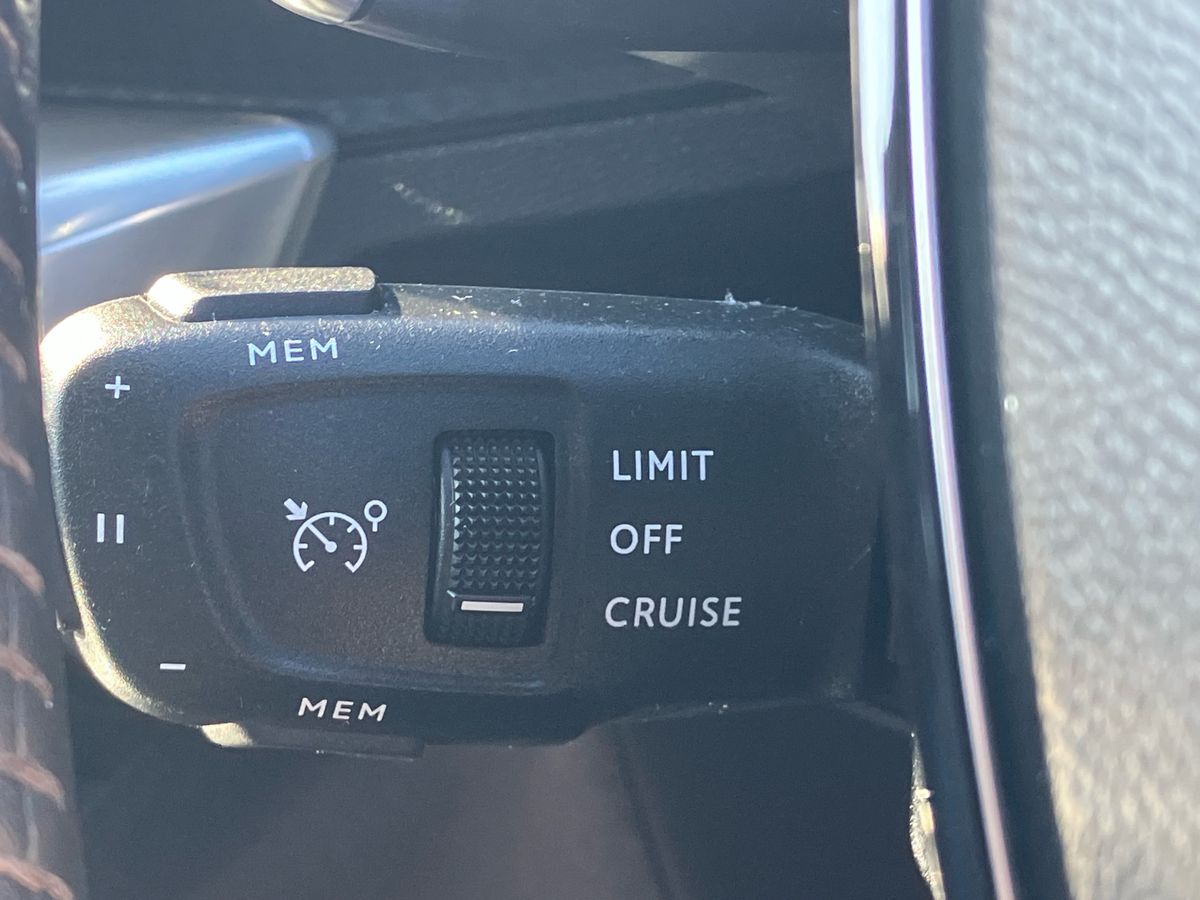 MEM
+
LIMIT
II
OFF
CRUISE
−
MEM